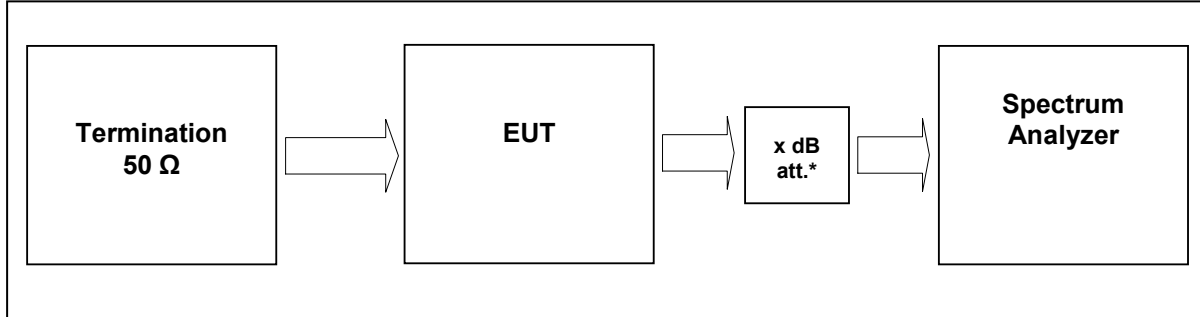 Termination
50 Ω
EUT
x dB
att.*
Spectrum
Analyzer